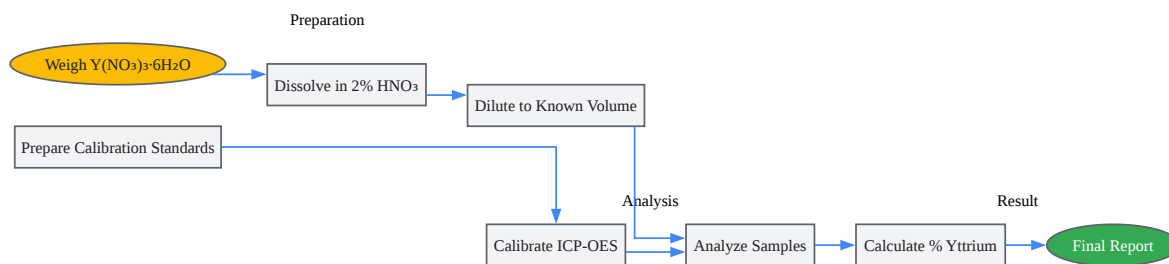 Preparation
Weigh Y(NO₃)₃·6H₂O
Dissolve in 2% HNO₃
Dilute to Known Volume
Prepare Calibration Standards
Analysis
Result
Calibrate ICP-OES
Analyze Samples
Calculate % Yttrium
Final Report